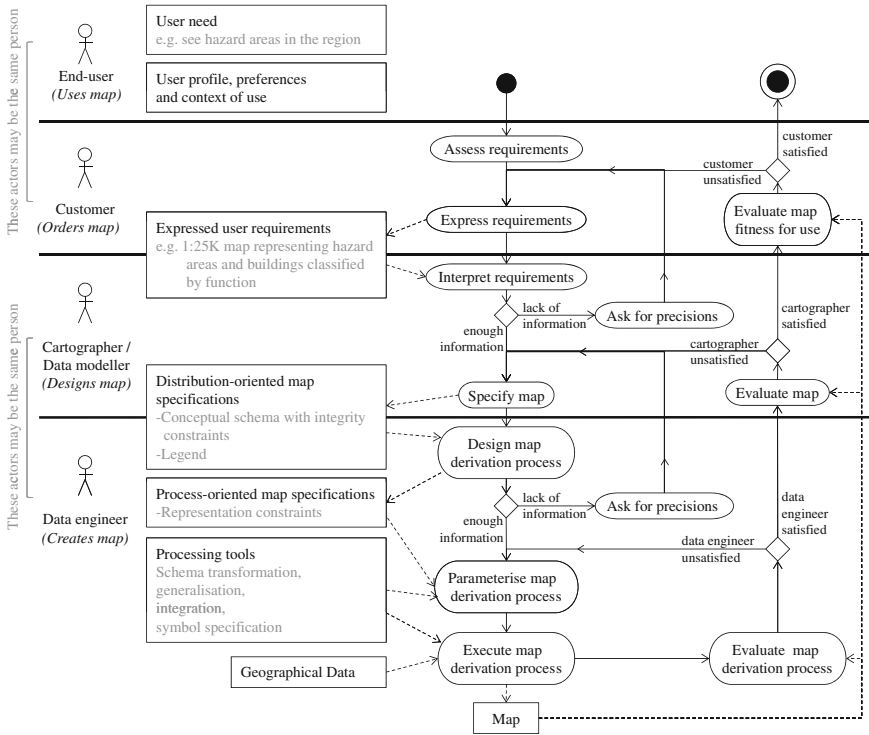 These actors may be the same person
End-user
(Uses map)
User need
e.g. see hazard areas in the region
User profile, preferences
and context of use
Customer
(Orders map)
Assess requirements
customer
satisfied
customer
unsatisfied
Expressed user requirements
e.g. 1:25K map representing hazard
areas and buildings classified
by function
Express requirements
Evaluate map
fitness for use
These actors may be the same person
Cartographer /
Data modeller
(Designs map)
Interpret requirements
lack of
information
Ask for precisions
enough
information
cartographer
satisfied
cartographer
unsatisfied
Distribution-oriented map
specifications
-Conceptual schema with integrity
constraints
-Legend
Specify map
Evaluate map
Data engineer
(Creates map)
Design map
derivation process
Process-oriented map specifications
-Representation constraints
lack of
information
Ask for precisions
enough
information
data
engineer
satisfied
data engineer
unsatisfied
Processing tools
Schema transformation,
generalisation,
integration,
symbol specification
Parameterise map
derivation process
Execute map
derivation process
Evaluate map
derivation process
Geographical Data
Map